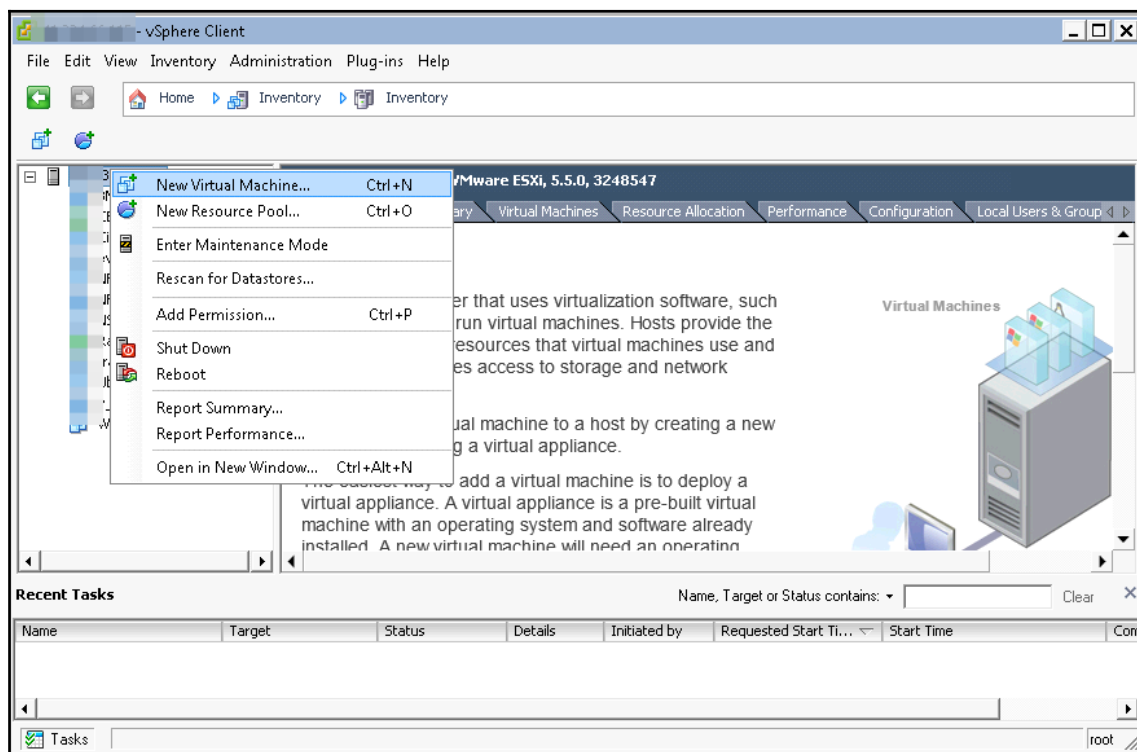 - vSphere Client
File Edit View Inventory Administration Plug-ins Help
Home Inventory Inventory
New Virtual Machine... Ctrl+N
New Resource Pool... Ctrl+O
Enter Maintenance Mode
Rescan for Datastores...
Add Permission... Ctrl+P
Shut Down
Reboot
Report Summary...
Report Performance...
Open in New Window... Ctrl+Alt+N
VMware ESXi, 5.5.0, 3248547
Virtual Machines Resource Allocation Performance Configuration Local Users & Group
that uses virtualization software, such
run virtual machines. Hosts provide the
resources that virtual machines use and
access to storage and network
machine to a host by creating a new
a virtual appliance.
The easiest way to add a virtual machine is to deploy a
virtual appliance. A virtual appliance is a pre-built virtual
machine with an operating system and software already
installed. A new virtual machine will need an operating
Virtual Machines
Recent Tasks
Name, Target or Status contains: Clear
Name Target Status Details Initiated by Requested Start Ti... Start Time Com
Tasks root